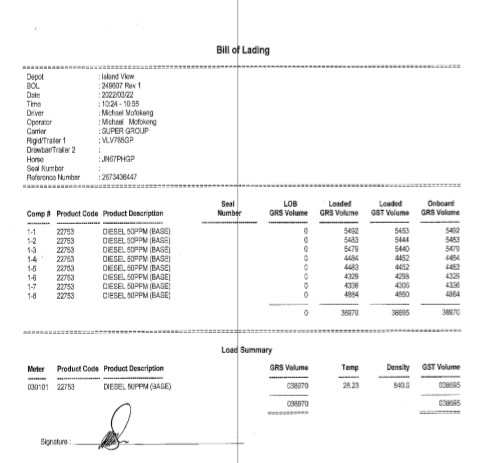 Bill of Lading
Depot : Island View
BOL : 249607 Rev 1
Date : 2022/03/22
Time : 10:24 - 10:55
Driver : Michael Mofokeng
Operator : Michael Mofokeng
Carrier : SUPER GROUP
Rigid/Trailer 1 : VLV785GP
Drawbar/Trailer 2 :
Horse : JN67PHGP
Seal Number :
Reference Number : 2573436447
Comp # Product Code Product Description Seal Number LOB GRS Volume Loaded GRS Volume Loaded GST Volume Onboard GRS Volume
1-1 22753 DIESEL 50PPM (BASE) 0 5492 5453 5492
1-2 22753 DIESEL 50PPM (BASE) 0 5483 5444 5483
1-3 22753 DIESEL 50PPM (BASE) 0 5479 5440 5479
1-4 22753 DIESEL 50PPM (BASE) 0 4484 4452 4484
1-5 22753 DIESEL 50PPM (BASE) 0 4483 4452 4483
1-6 22753 DIESEL 50PPM (BASE) 0 4329 4298 4329
1-7 22753 DIESEL 50PPM (BASE) 0 4336 4306 4336
1-8 22753 DIESEL 50PPM (BASE) 0 4884 4850 4884
0 38970 38695 38970
Load Summary
Meter Product Code Product Description GRS Volume Temp Density GST Volume
030101 22753 DIESEL 50PPM (BASE) 038970 28.23 840.0 038695
038970 038695
Signature :